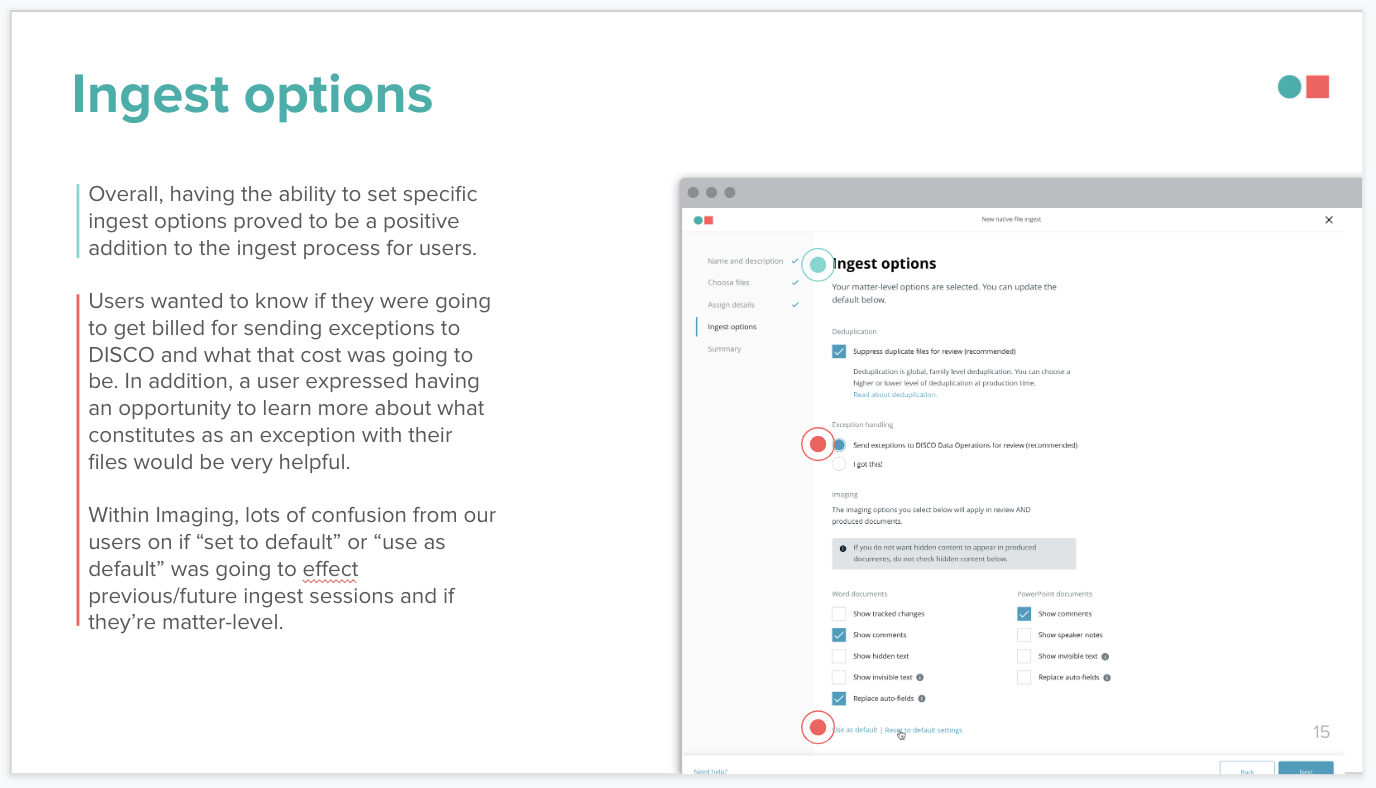 Ingest options
Overall, having the ability to set specific
ingest options proved to be a positive
addition to the ingest process for users.
Users wanted to know if they were going
to get billed for sending exceptions to
DISCO and what that cost was going to
be. In addition, a user expressed having
an opportunity to learn more about what
constitutes as an exception with their
files would be very helpful.
Within Imaging, lots of confusion from our
users on if “set to default” or “use as
default” was going to effect
previous/future ingest sessions and if
they’re matter-level.
New native-file ingest
Name and description
Choose files
Assign details
Ingest options
Summary
Ingest options
Your matter-level options are selected. You can update the
default below.
Deduplication
Suppress duplicate files for review (recommended)
Deduplication is global, family level deduplication. You can choose a
higher or lower level of deduplication at production time.
Read about deduplication.
Exception handling
Send exceptions to DISCO Data Operations for review (recommended)
I got this!
Imaging
The imaging options you select below will apply in review AND
produced documents.
If you do not want hidden content to appear in produced
documents, do not check hidden content below.
Word documents
Show tracked changes
Show comments
Show hidden text
Show invisible text
Replace auto-fields
PowerPoint documents
Show comments
Show speaker notes
Show invisible text
Replace auto-fields
Use as default | Reset to default settings
15
Need help?
Back
Next